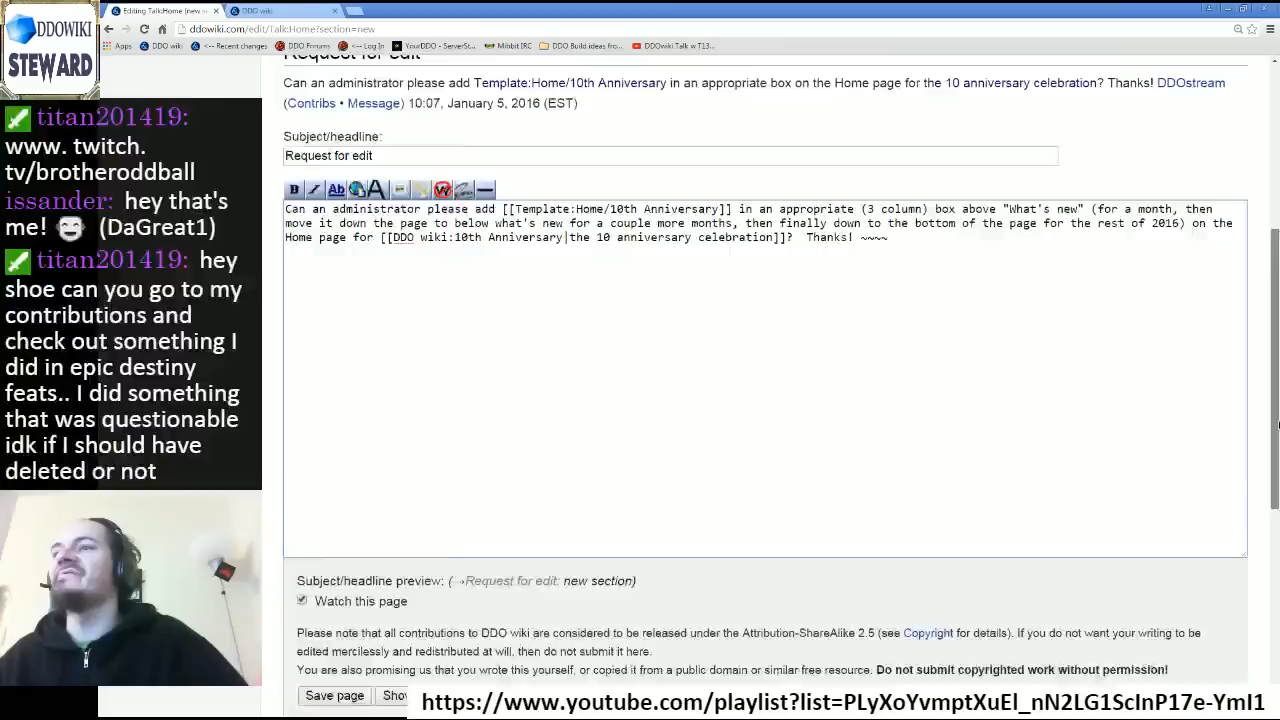 DDOWIKI
STEWARD
Editing Talk:Home (new s
DDO wiki
ddowiki.com/edit/Talk:Home?section=new
Apps
DDO wiki
<-- Recent changes
DDO Forums
<-- Log In
YourDDO - ServerSt...
Mibbit IRC
DDO Build ideas fro...
DDOwiki Talk w T13...
Request for edit
Can an administrator please add Template:Home/10th Anniversary in an appropriate box on the Home page for the 10 anniversary celebration? Thanks! DDOstream
(Contribs • Message) 10:07, January 5, 2016 (EST)
Subject/headline:
Request for edit
Can an administrator please add [[Template:Home/10th Anniversary]] in an appropriate (3 column) box above "What's new" (for a month, then
move it down the page to below what's new for a couple more months, then finally down to the bottom of the page for the rest of 2016) on the
Home page for [[DDO wiki:10th Anniversary|the 10 anniversary celebration]]?  Thanks! ~~~~
Subject/headline preview: (→Request for edit: new section)
Watch this page
Please note that all contributions to DDO wiki are considered to be released under the Attribution-ShareAlike 2.5 (see Copyright for details). If you do not want your writing to be
edited mercilessly and redistributed at will, then do not submit it here.
You are also promising us that you wrote this yourself, or copied it from a public domain or similar free resource. Do not submit copyrighted work without permission!
Save page
Sho
titan201419:
www. twitch.
tv/brotheroddball
issander: hey that's
me! (DaGreat1)
titan201419: hey
shoe can you go to my
contributions and
check out something I
did in epic destiny
feats.. I did something
that was questionable
idk if I should have
deleted or not
https://www.youtube.com/playlist?list=PLyXoYvmptXuEl_nN2LG1ScInP17e-YmI1